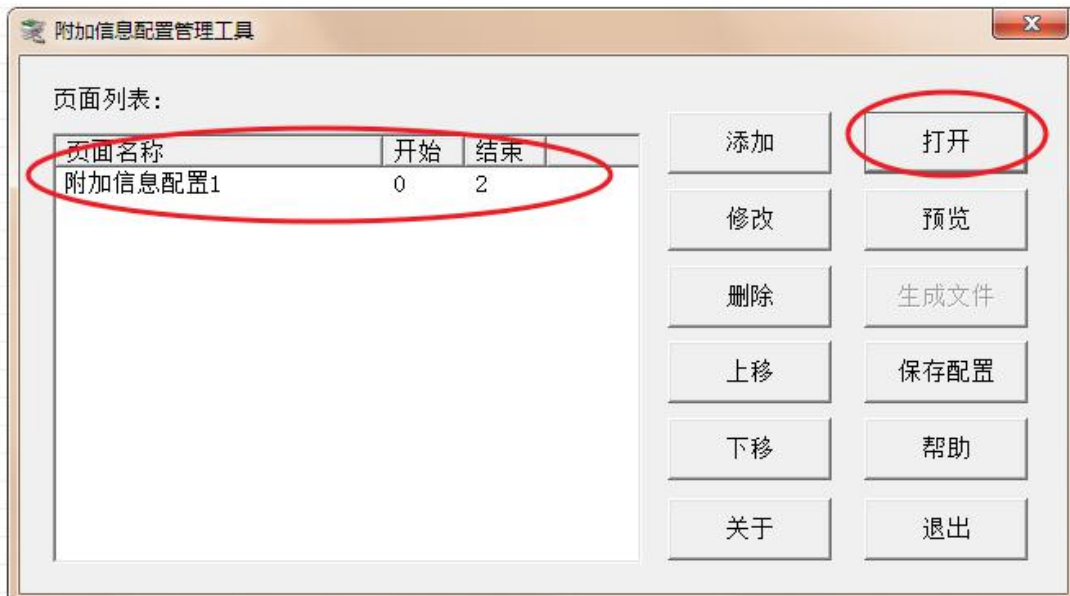 附加信息配置管理工具
页面列表:
页面名称 开始 结束
附加信息配置1 0 2
添加 打开
修改 预览
删除 生成文件
上移 保存配置
下移 帮助
关于 退出